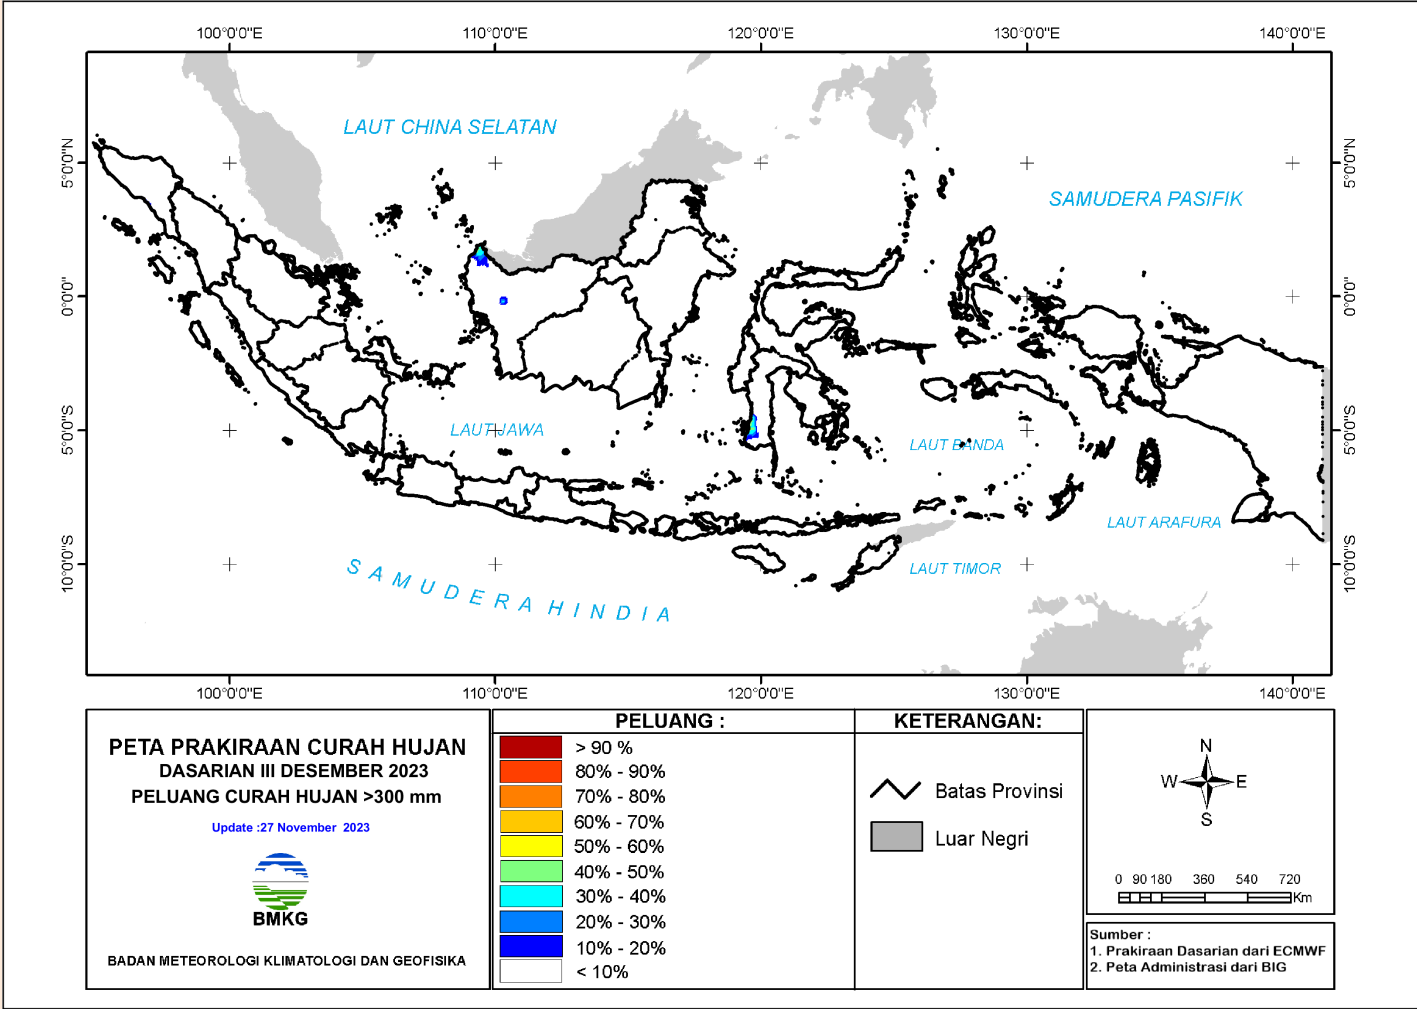 100°0'0"E 110°0'0"E 120°0'0"E 130°0'0"E 140°0'0"E
5°0'0"N
0°0'0"
5°0'0"S
10°0'0"S
LAUT CHINA SELATAN
SAMUDERA PASIFIK
LAUT JAWA
LAUT BANDA
LAUT ARAFURA
LAUT TIMOR
SAMUDERA HINDIA
5°0'0"N
0°0'0"
5°0'0"S
10°0'0"S
100°0'0"E 110°0'0"E 120°0'0"E 130°0'0"E 140°0'0"E
PETA PRAKIRAAN CURAH HUJAN
DASARIAN III DESEMBER 2023
PELUANG CURAH HUJAN >300 mm
Update :27 November 2023
BMKG
BADAN METEOROLOGI KLIMATOLOGI DAN GEOFISIKA
PELUANG :
> 90 %
80% - 90%
70% - 80%
60% - 70%
50% - 60%
40% - 50%
30% - 40%
20% - 30%
10% - 20%
< 10%
KETERANGAN:
Batas Provinsi
Luar Negri
N
W E
S
0 90 180 360 540 720
Km
Sumber :
1. Prakiraan Dasarian dari ECMWF
2. Peta Administrasi dari BIG